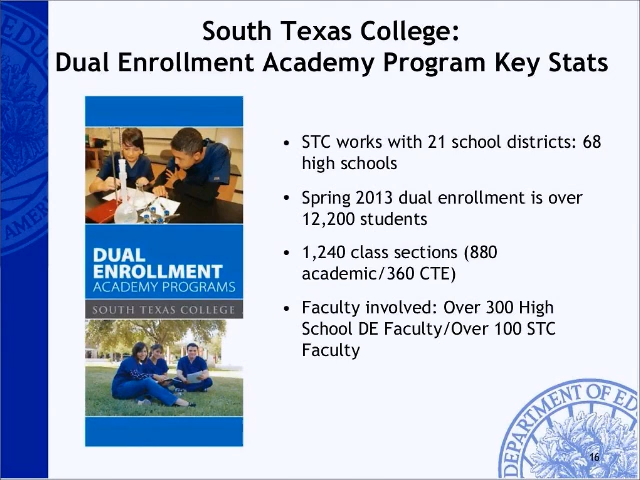 South Texas College:
Dual Enrollment Academy Program Key Stats
DUAL
ENROLLMENT
ACADEMY PROGRAMS
SOUTH TEXAS COLLEGE
• STC works with 21 school districts: 68
high schools
• Spring 2013 dual enrollment is over
12,200 students
• 1,240 class sections (880
academic/360 CTE)
• Faculty involved: Over 300 High
School DE Faculty/Over 100 STC
Faculty
DEPARTMENT OF ED
16
OF EDU
AMERI